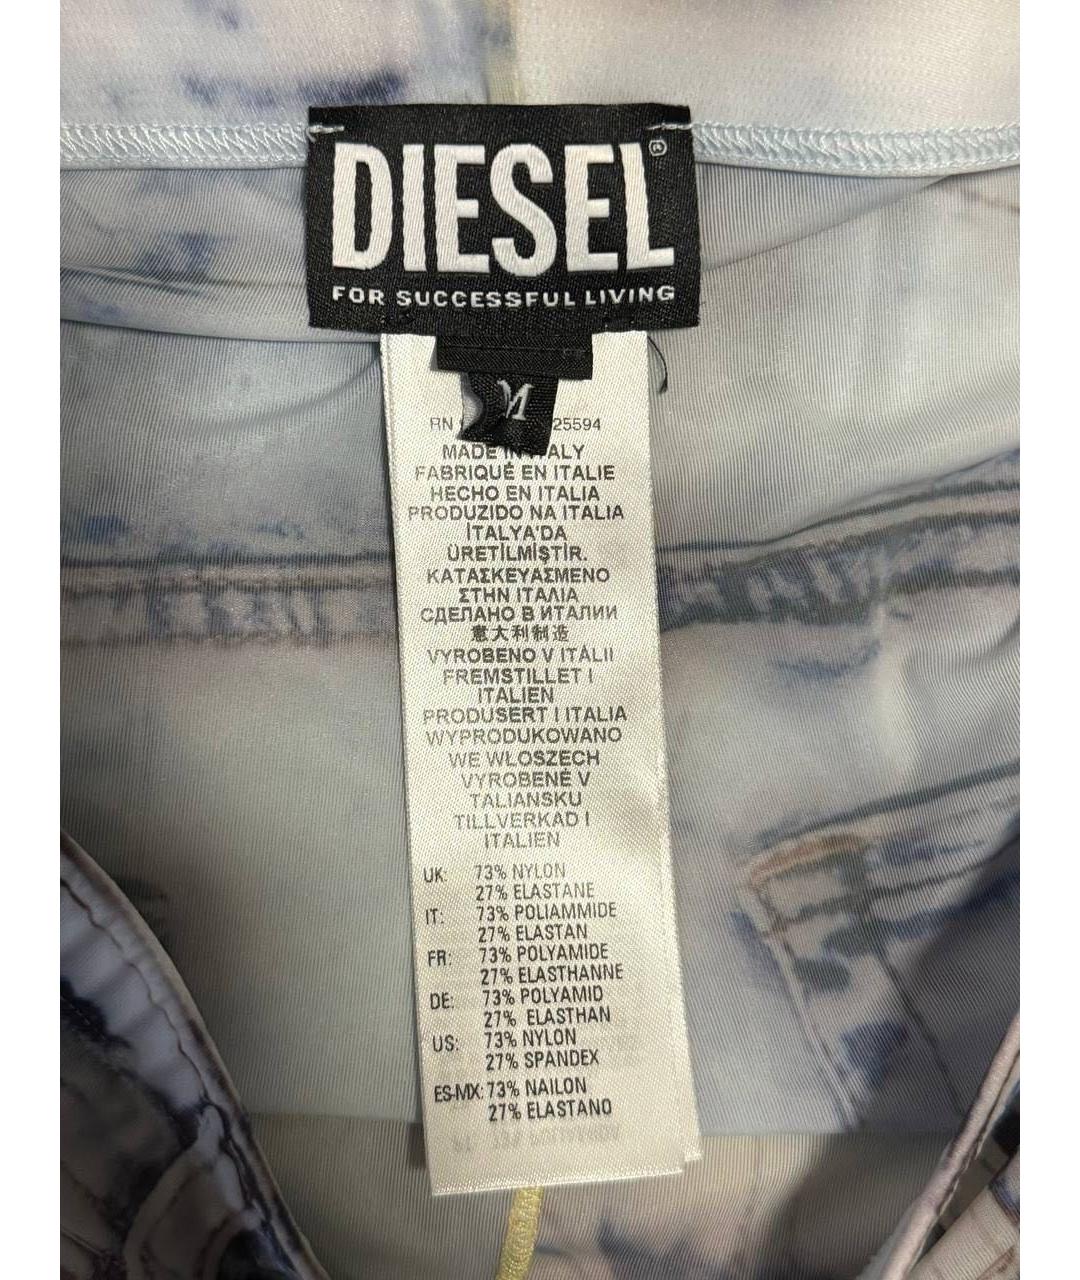 DIESEL®
FOR SUCCESSFUL LIVING
M
RN 25594
MADE IN ITALY
FABRIQUÉ EN ITALIE
HECHO EN ITALIA
PRODUZIDO NA ITALIA
İTALYA'DA
ÜRETİLMİŞTİR.
ΚΑΤΑΣΚΕΥΑΣΜΕΝΟ
ΣΤΗΝ ΙΤΑΛΙΑ
СДЕЛАНО В ИТАЛИИ
意大利制造
VYROBENO V ITÁLII
FREMSTILLET I
ITALIEN
PRODUSERT I ITALIA
WYPRODUKOWANO
WE WŁOSZECH
VYROBENÉ V
TALIANSKU
TILLVERKAD I
ITALIEN
UK: 73% NYLON
27% ELASTANE
IT: 73% POLIAMMIDE
27% ELASTAN
FR: 73% POLYAMIDE
27% ELASTHANNE
DE: 73% POLYAMID
27% ELASTHAN
US: 73% NYLON
27% SPANDEX
ES-MX: 73% NAILON
27% ELASTANO